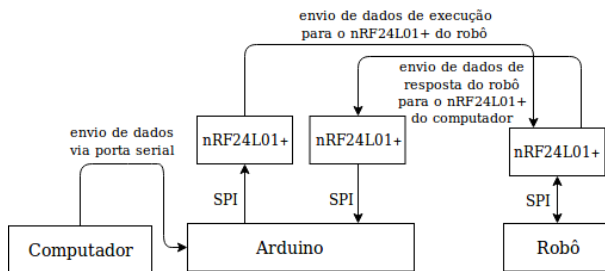 envio de dados de execução
para o nRF24L01+ do robô
envio de dados de
resposta do robô
para o nRF24L01+
do computador
envio de dados
via porta serial
nRF24L01+
nRF24L01+
nRF24L01+
SPI
SPI
SPI
Computador
Arduino
Robô